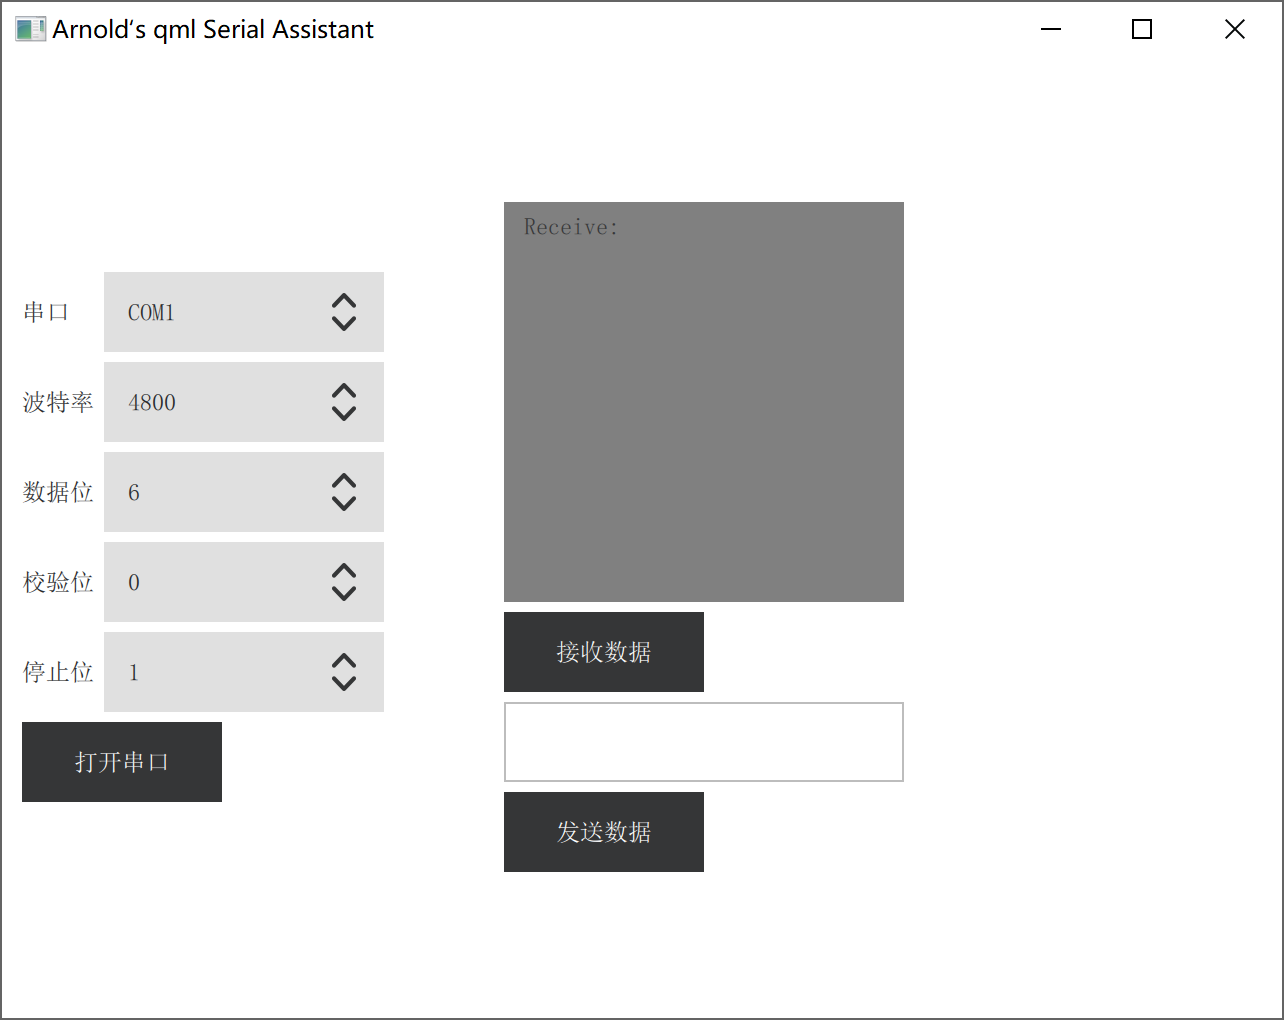 Arnold‘s qml Serial Assistant
串口 COM1
波特率 4800
数据位 6
校验位 0
停止位 1
打开串口
Receive:
接收数据
发送数据